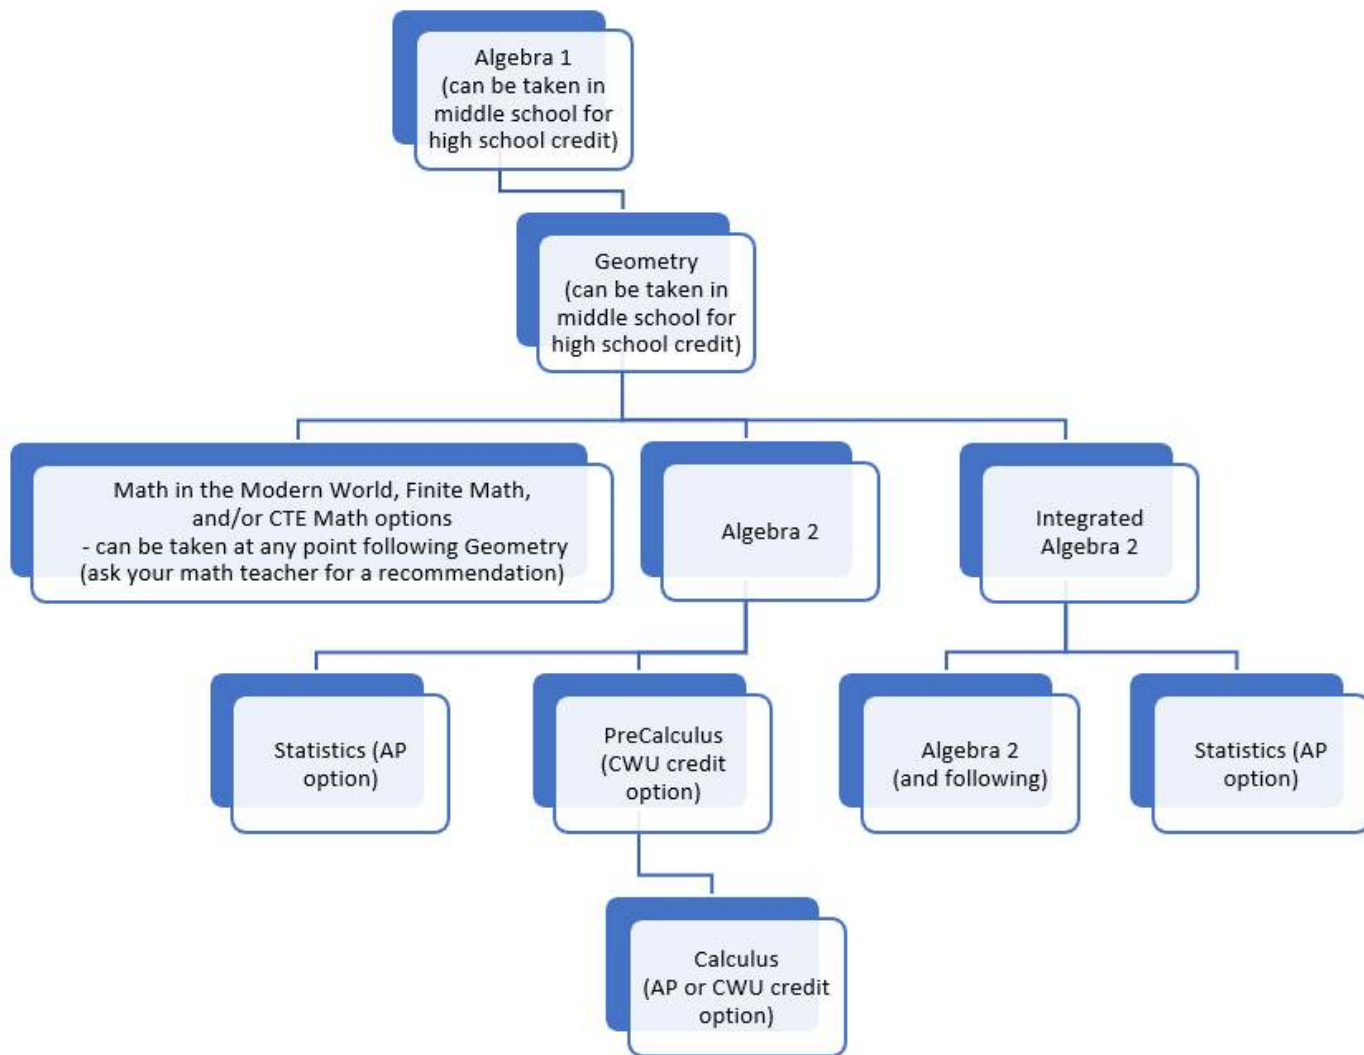 Algebra 1
(can be taken in
middle school for
high school credit)
Geometry
(can be taken in
middle school for
high school credit)
Math in the Modern World, Finite Math,
and/or CTE Math options
- can be taken at any point following Geometry
(ask your math teacher for a recommendation)
Algebra 2
Integrated
Algebra 2
Statistics (AP
option)
PreCalculus
(CWU credit
option)
Algebra 2
(and following)
Statistics (AP
option)
Calculus
(AP or CWU credit
option)